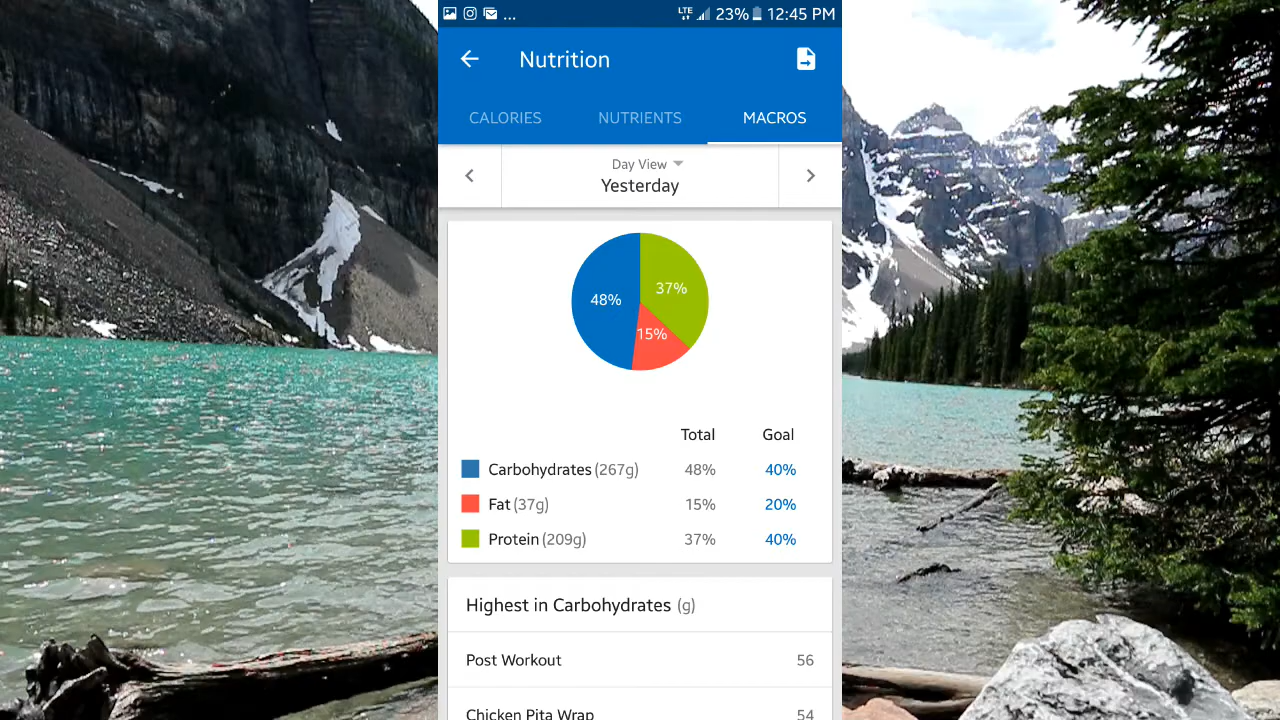 ... LTE 23% 12:45 PM
Nutrition
CALORIES NUTRIENTS MACROS
Day View
Yesterday
37%
48%
15%
Total Goal
Carbohydrates (267g) 48% 40%
Fat (37g) 15% 20%
Protein (209g) 37% 40%
Highest in Carbohydrates (g)
Post Workout 56
Chicken Pita Wrap 54